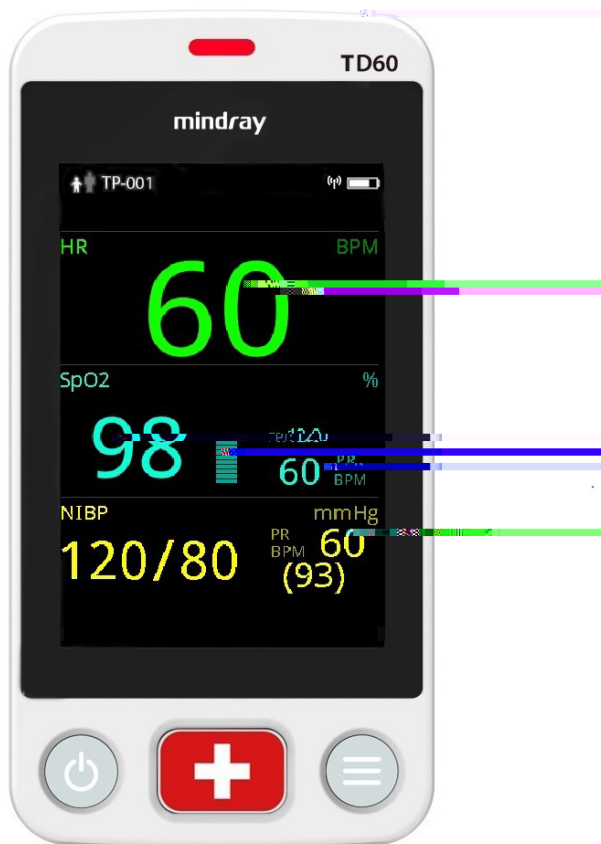 TD60
mindray
TP-001
HR BPM
60
SpO2 %
98
60 PR
BPM
NIBP mmHg
120/80 PR
BPM 60
(93)